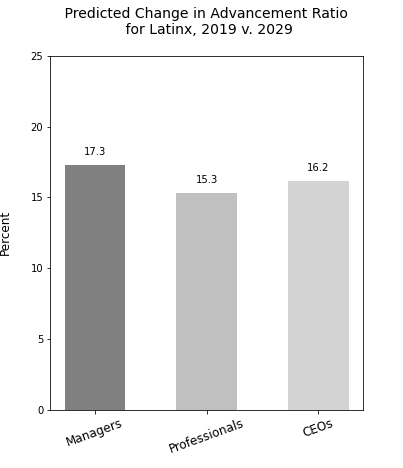 Predicted Change in Advancement Ratio
for Latinx, 2019 v. 2029
25
20
15
10
5
0
Percent
17.3
15.3
16.2
Managers
Professionals
CEOs